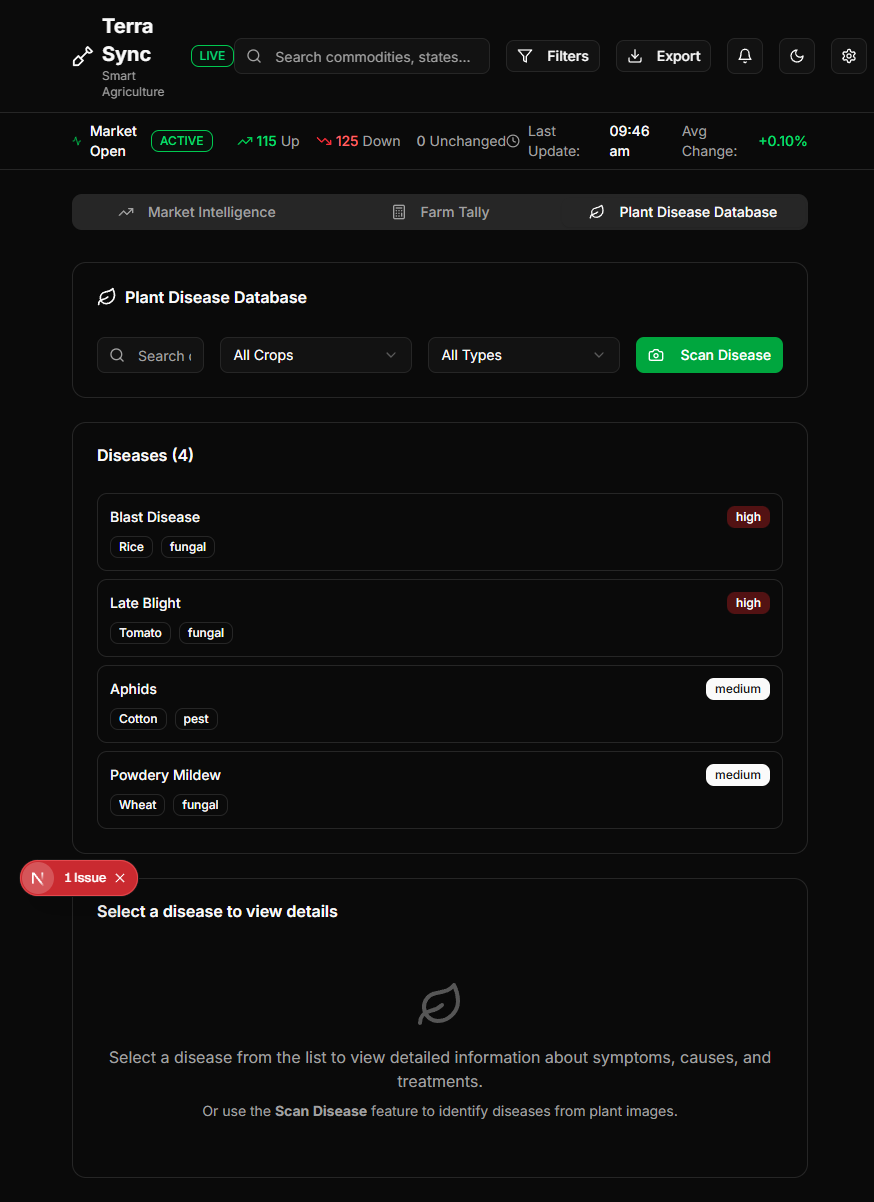 Terra
Sync
Smart
Agriculture
LIVE
Search commodities, states...
Filters
Export
Market
Open
ACTIVE
115 Up
125 Down
0 Unchanged
Last
Update:
09:46
am
Avg
Change:
+0.10%
Market Intelligence
Farm Tally
Plant Disease Database
Plant Disease Database
Search
All Crops
All Types
Scan Disease
Diseases (4)
Blast Disease
high
Rice
fungal
Late Blight
high
Tomato
fungal
Aphids
medium
Cotton
pest
Powdery Mildew
medium
Wheat
fungal
N
1 Issue
Select a disease to view details
Select a disease from the list to view detailed information about symptoms, causes, and
treatments.
Or use the Scan Disease feature to identify diseases from plant images.